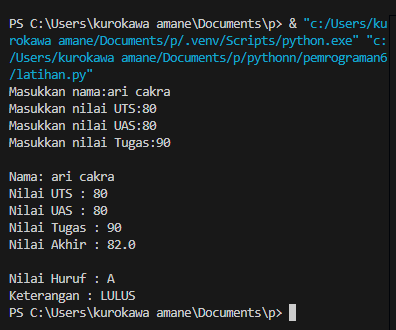 PS C:\Users\kurokawa amane\Documents\p> & "c:/Users/ku
rokawa amane/Documents/p/.venv/Scripts/python.exe" "c:
/Users/kurokawa amane/Documents/p/pythonn/pemrograman6
/latihan.py"
Masukkan nama:ari cakra
Masukkan nilai UTS:80
Masukkan nilai UAS:80
Masukkan nilai Tugas:90
Nama: ari cakra
Nilai UTS : 80
Nilai UAS : 80
Nilai Tugas : 90
Nilai Akhir : 82.0
Nilai Huruf : A
Keterangan : LULUS
PS C:\Users\kurokawa amane\Documents\p>